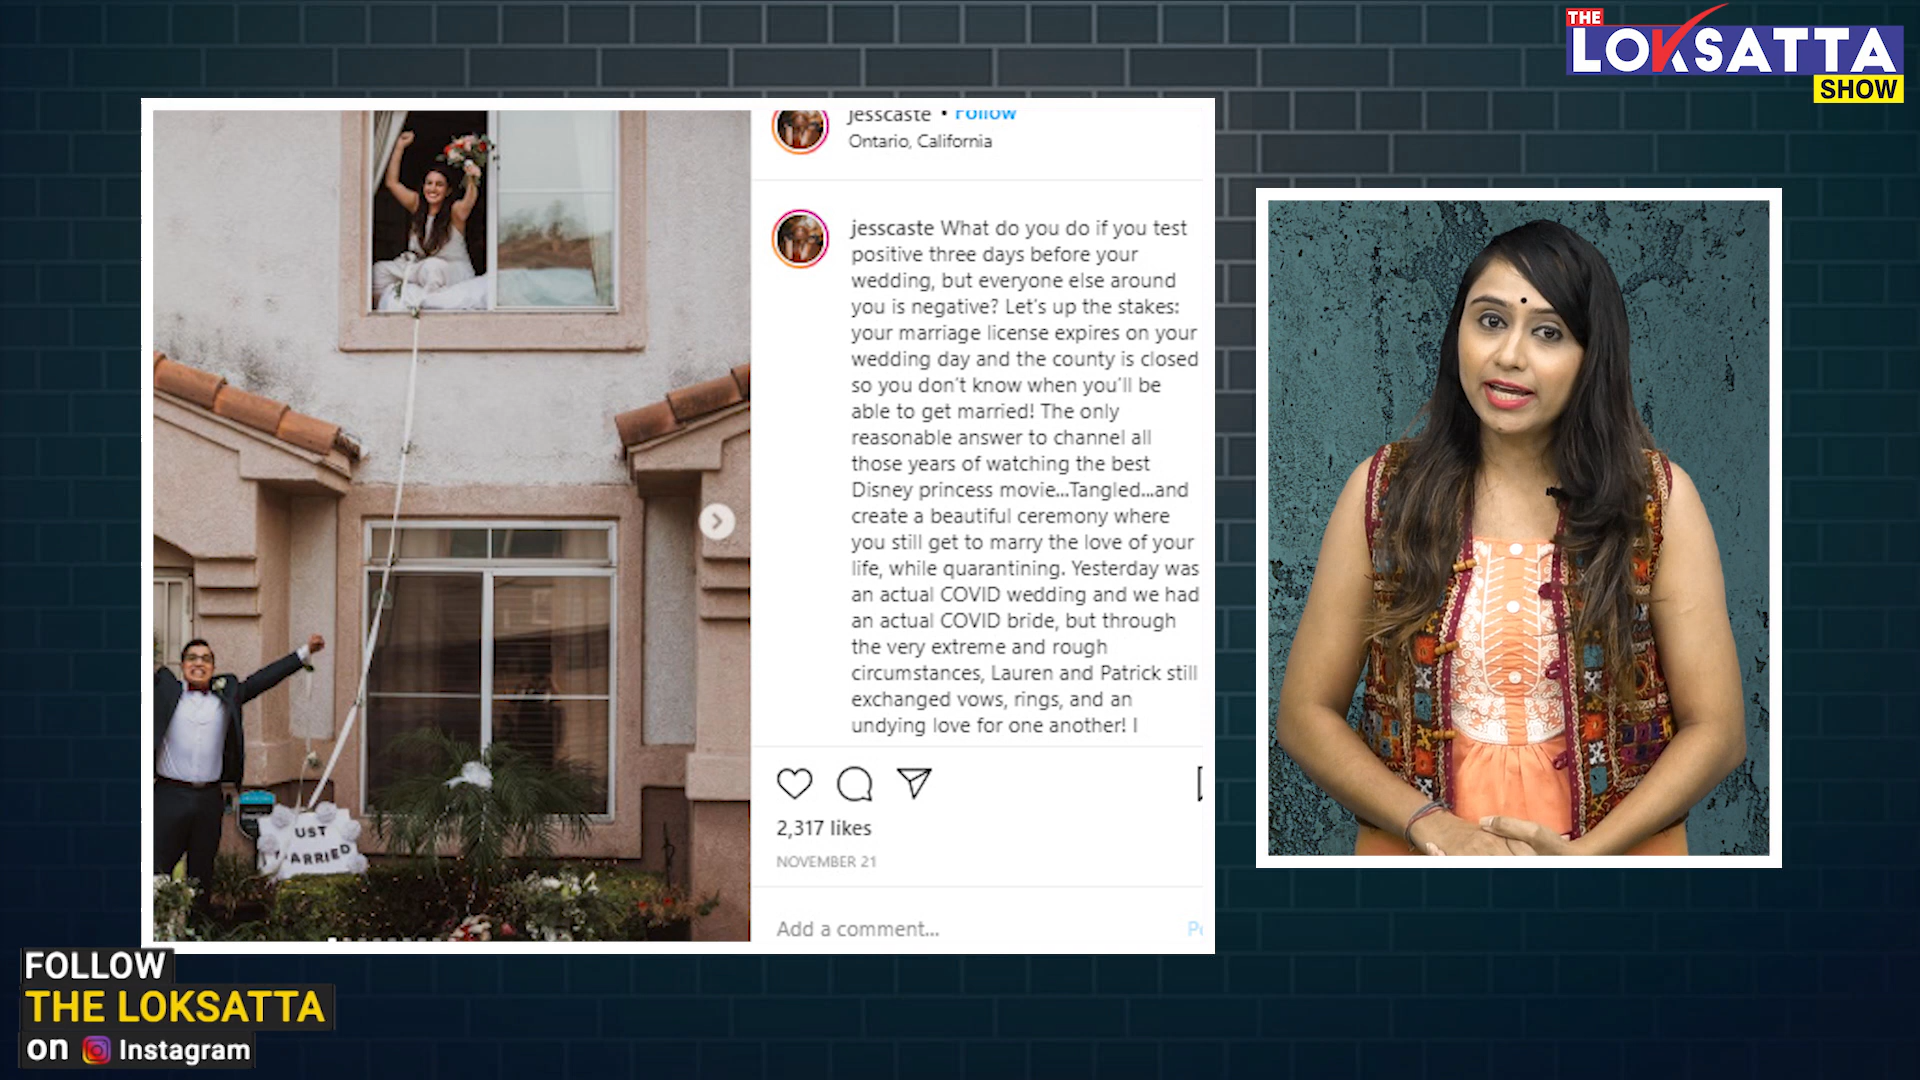 THE
LOKSATTA
SHOW
jesscaste • Follow
Ontario, California
jesscaste What do you do if you test
positive three days before your
wedding, but everyone else around
you is negative? Let's up the stakes:
your marriage license expires on your
wedding day and the county is closed
so you don't know when you'll be
able to get married! The only
reasonable answer to channel all
those years of watching the best
Disney princess movie...Tangled...and
create a beautiful ceremony where
you still get to marry the love of your
life, while quarantining. Yesterday was
an actual COVID wedding and we had
an actual COVID bride, but through
the very extreme and rough
circumstances, Lauren and Patrick still
exchanged vows, rings, and an
undying love for one another! I
2,317 likes
NOVEMBER 21
Add a comment...
UST
ARRIED
FOLLOW
THE LOKSATTA
on Instagram